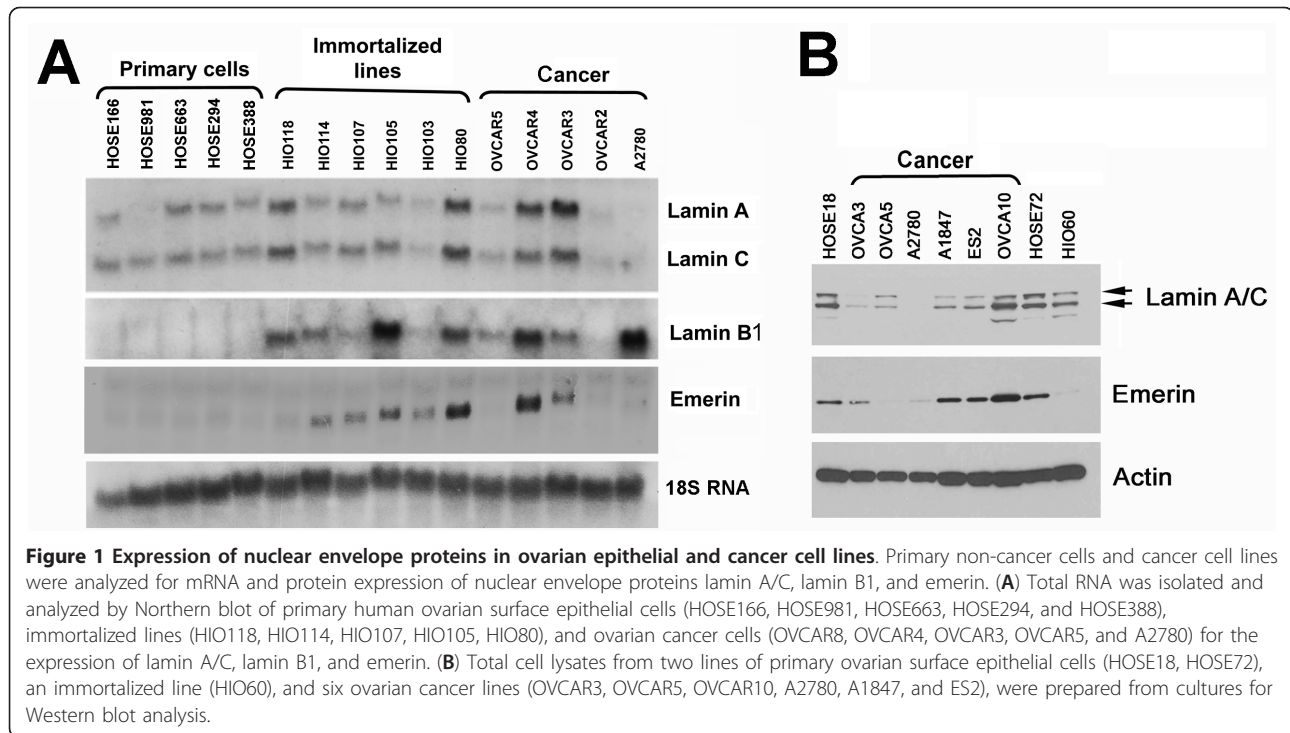 A
Primary cells
Immortalized
lines
Cancer
HOSE166
HOSE981
HOSE663
HOSE294
HOSE388
HIO118
HIO114
HIO107
HIO105
HIO103
HIO80
OVCAR5
OVCAR4
OVCAR3
OVCAR2
A2780
Lamin A
Lamin C
Lamin B1
Emerin
18S RNA
B
Cancer
HOSE18
OVCA3
OVCA5
A2780
A1847
ES2
OVCA10
HOSE72
HIO60
Lamin A/C
Emerin
Actin
Figure 1 Expression of nuclear envelope proteins in ovarian epithelial and cancer cell lines. Primary non-cancer cells and cancer cell lines
were analyzed for mRNA and protein expression of nuclear envelope proteins lamin A/C, lamin B1, and emerin. (A) Total RNA was isolated and
analyzed by Northern blot of primary human ovarian surface epithelial cells (HOSE166, HOSE981, HOSE663, HOSE294, and HOSE388),
immortalized lines (HIO118, HIO114, HIO107, HIO105, HIO80), and ovarian cancer cells (OVCAR8, OVCAR4, OVCAR3, OVCAR5, and A2780) for the
expression of lamin A/C, lamin B1, and emerin. (B) Total cell lysates from two lines of primary ovarian surface epithelial cells (HOSE18, HOSE72),
an immortalized line (HIO60), and six ovarian cancer lines (OVCAR3, OVCAR5, OVCAR10, A2780, A1847, and ES2), were prepared from cultures for
Western blot analysis.